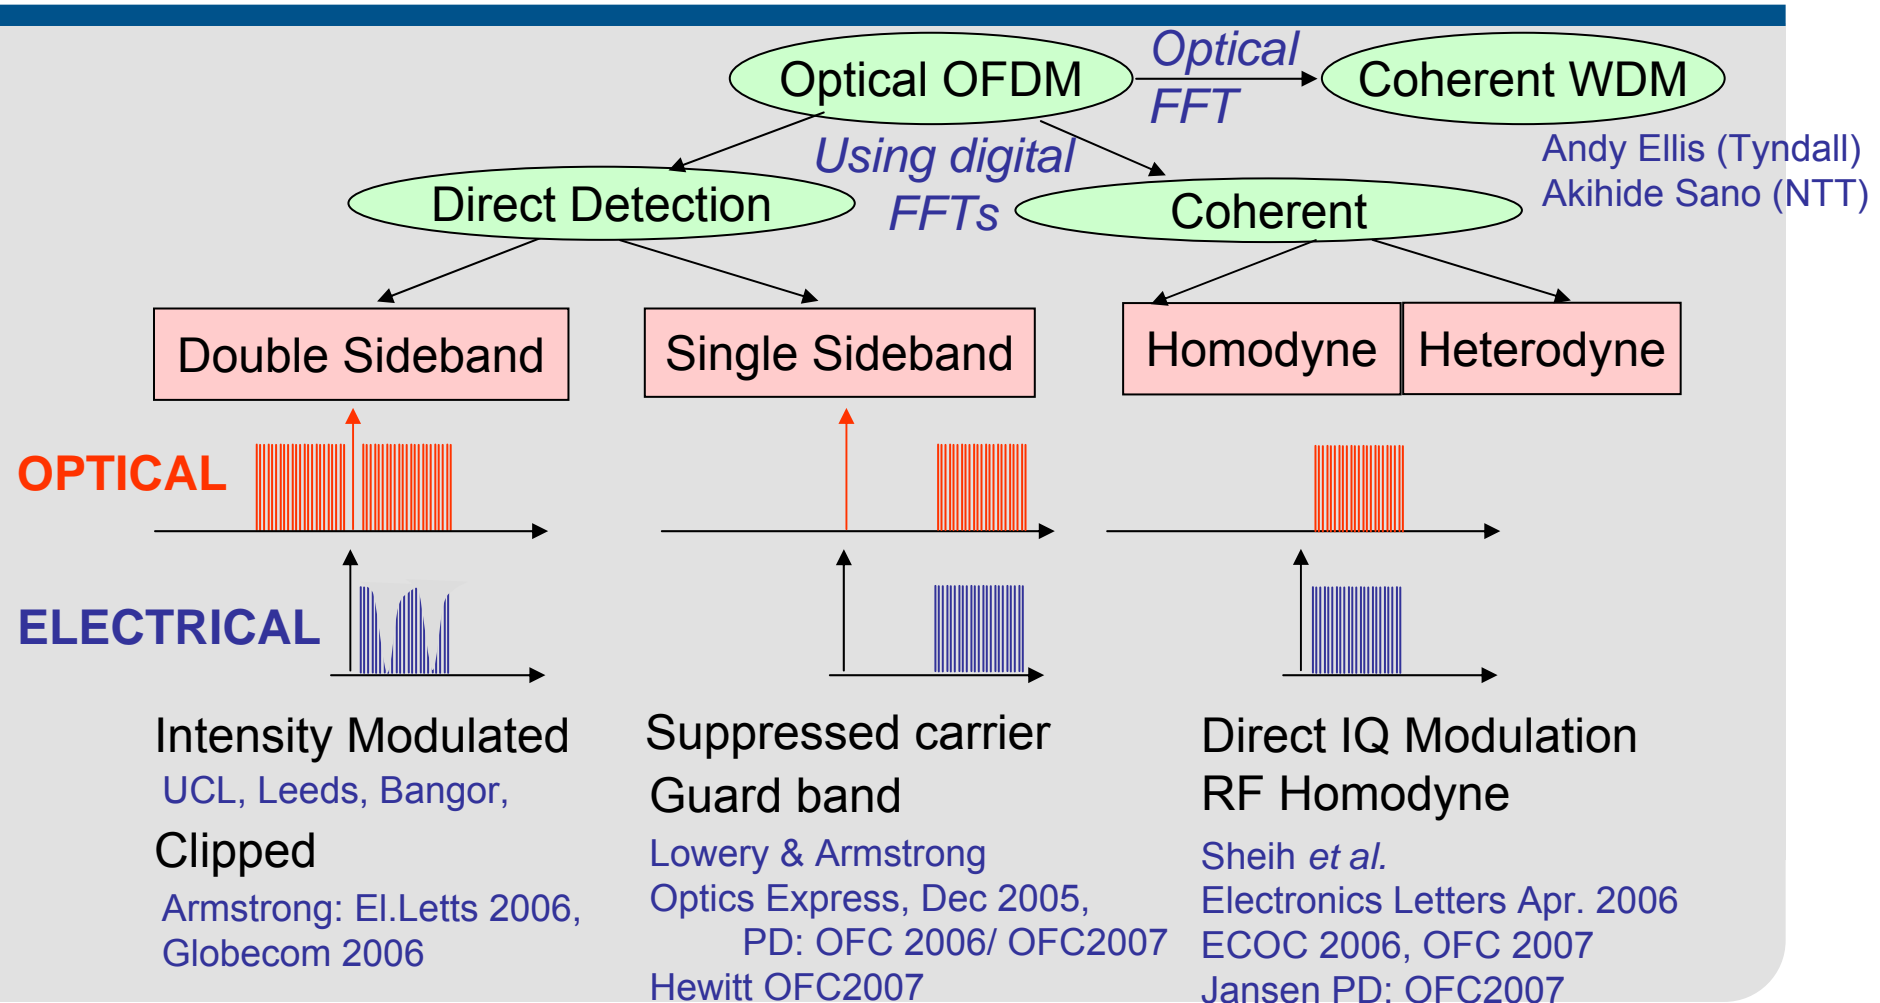 Optical OFDM
Optical
FFT
Coherent WDM
Andy Ellis (Tyndall)
Akihide Sano (NTT)
Using digital
FFTs
Direct Detection
Coherent
Double Sideband
Single Sideband
Homodyne
Heterodyne
OPTICAL
ELECTRICAL
Intensity Modulated
UCL, Leeds, Bangor,
Clipped
Armstrong: El.Letts 2006,
Globecom 2006
Suppressed carrier
Guard band
Lowery & Armstrong
Optics Express, Dec 2005,
PD: OFC 2006/ OFC2007
Hewitt OFC2007
Direct IQ Modulation
RF Homodyne
Sheih et al.
Electronics Letters Apr. 2006
ECOC 2006, OFC 2007
Jansen PD: OFC2007